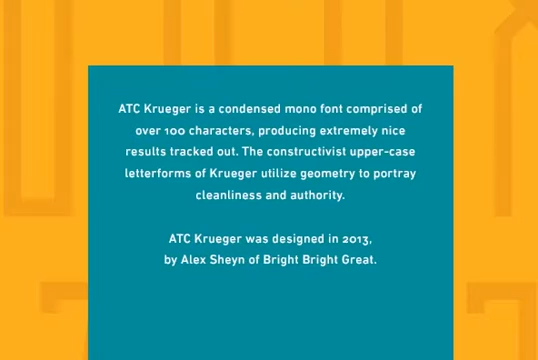 ATC Krueger is a condensed mono font comprised of
over 100 characters, producing extremely nice
results tracked out. The constructivist upper-case
letterforms of Krueger utilize geometry to portray
cleanliness and authority.
ATC Krueger was designed in 2013,
by Alex Sheyn of Bright Bright Great.